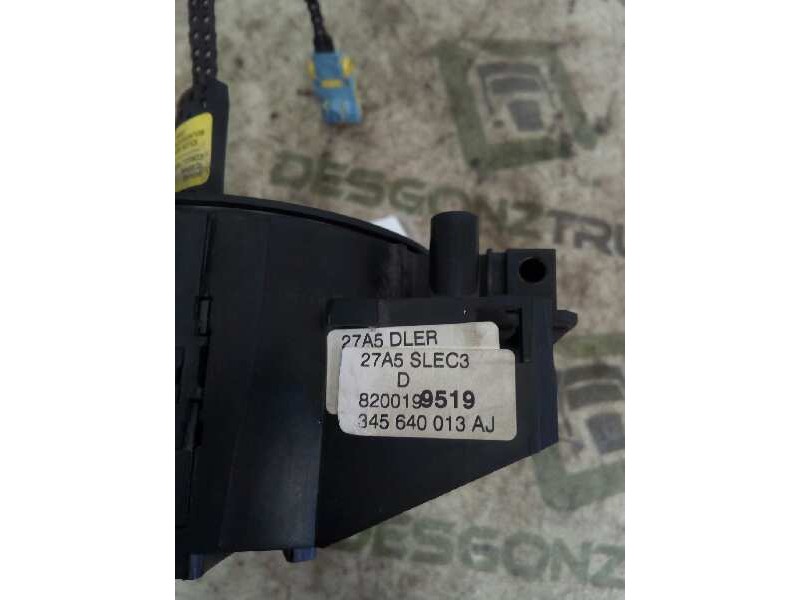 DESGONZTRU
27A5 DLER
27A5 SLEC3
D
8200199519
345 640 013 AJ
DESGONZ